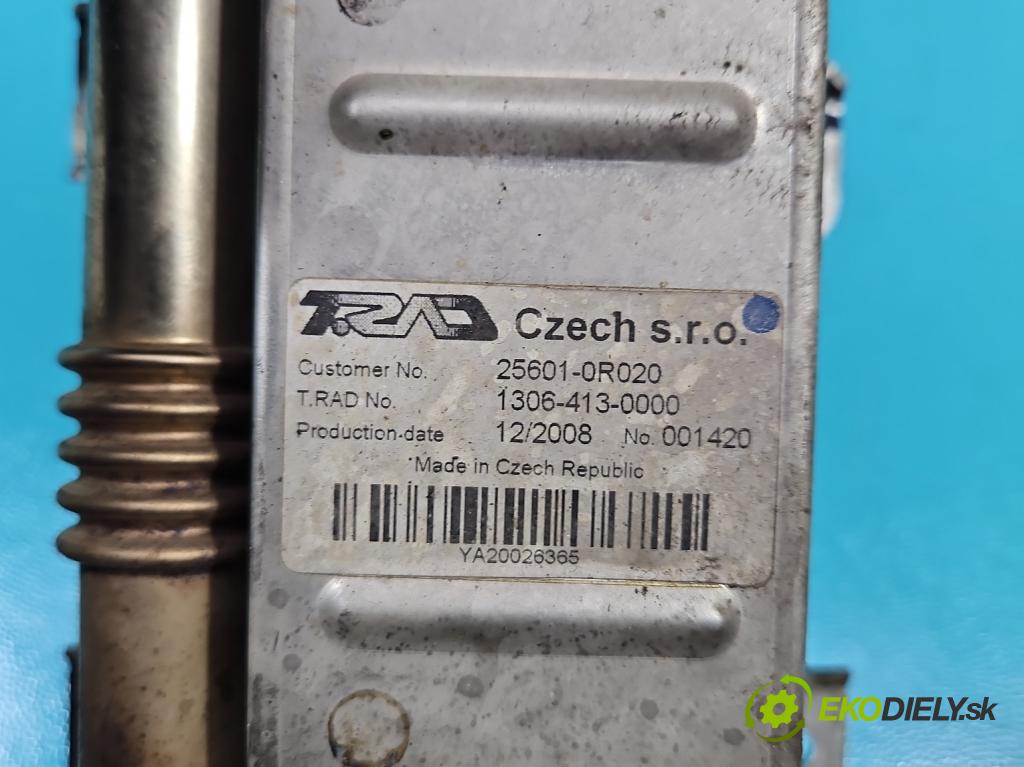 T.RAD Czech s.r.o.
Customer No. 25601-0R020
T.RAD No. 1306-413-0000
Production-date 12/2008 No. 001420
Made in Czech Republic
YA20026365
EKODIELY.sk